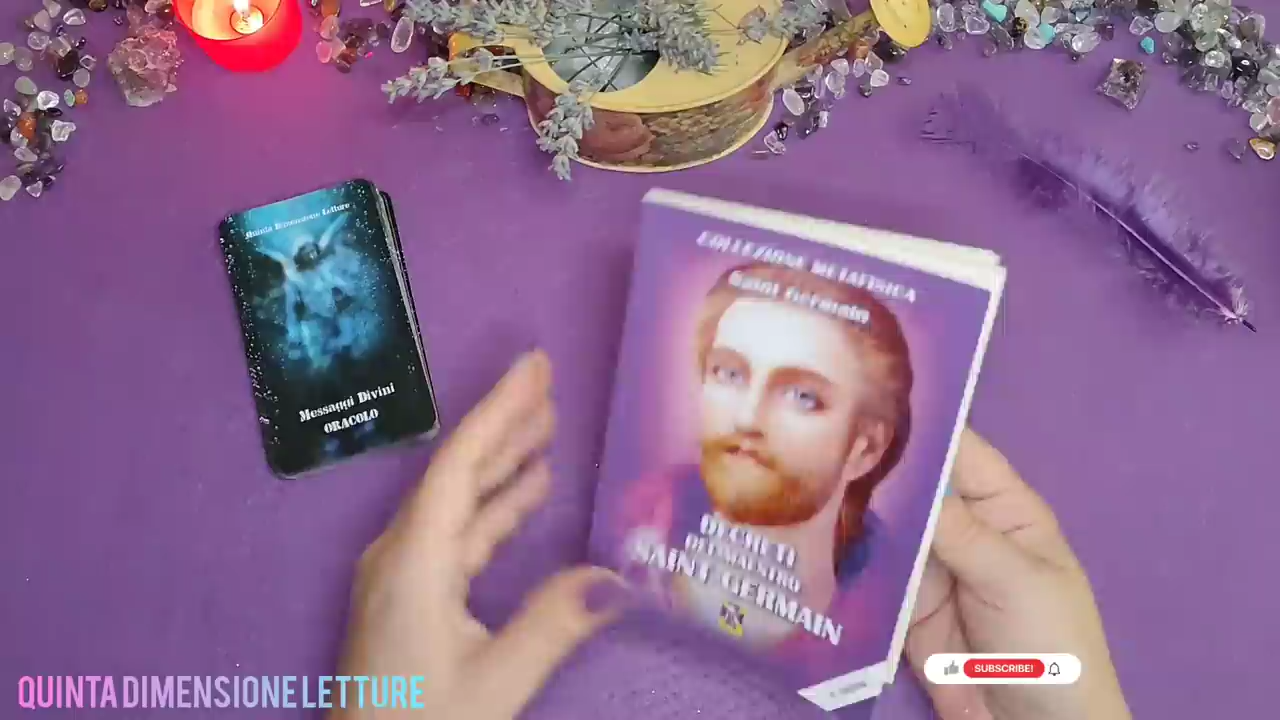 Quinta Dimensione Letture
Messaggi Divini
ORACOLO
COLLEZIONE METAFISICA
Saint Germain
DECRETI
DEL MAESTRO
SAINT GERMAIN
QUINTA DIMENSIONE LETTURE
SUBSCRIBE!